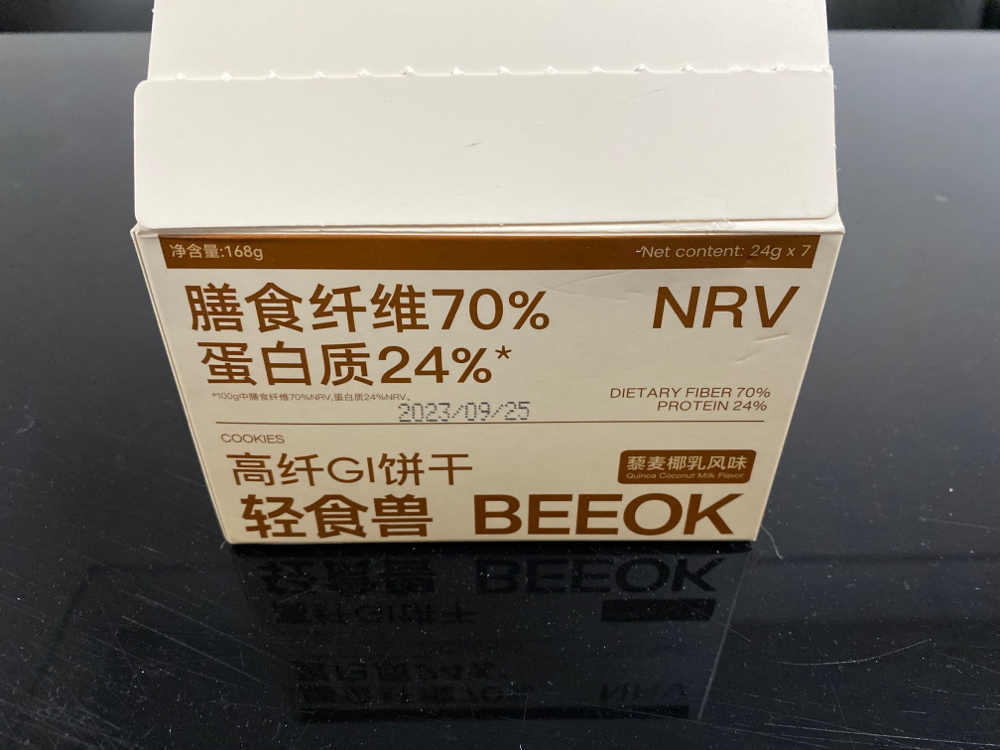 净含量:168g
Net content: 24g x 7
膳食纤维70%
NRV
蛋白质24%*
*100g中膳食纤维70%NRV,蛋白质24%NRV。
DIETARY FIBER 70%
PROTEIN 24%
2023/09/25
COOKIES
高纤GI饼干
藜麦椰乳风味
Quinoa Coconut Milk Flavor
轻食兽 BEEOK